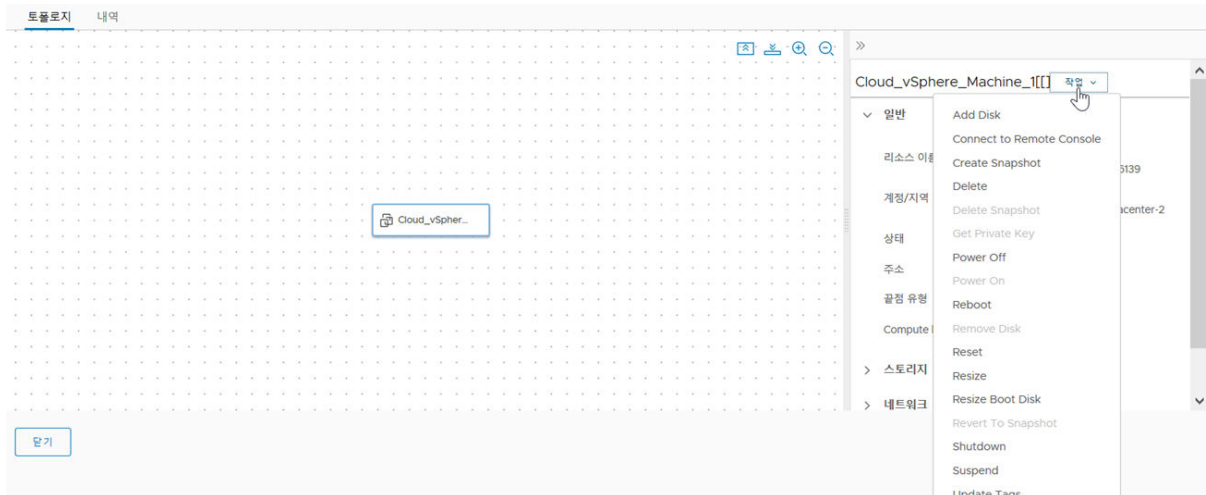 토폴로지 내역
Cloud_vSphere_Machine_1[[]
작업
일반
Add Disk
Connect to Remote Console
리소스 이름
Create Snapshot
5139
Delete
계정/지역
Delete Snapshot
acenter-2
Cloud_vSpher...
Get Private Key
상태
Power Off
주소
Power On
끝점 유형
Reboot
Compute
Remove Disk
Reset
스토리지
Resize
네트워크
Resize Boot Disk
Revert To Snapshot
닫기
Shutdown
Suspend
Update Tags